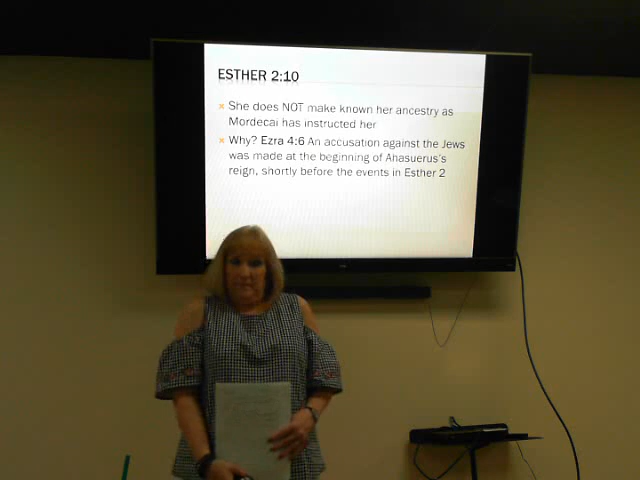 ESTHER 2:10
She does NOT make known her ancestry as
Mordecai has instructed her
Why? Ezra 4:6 An accusation against the Jews
was made at the beginning of Ahasuerus's
reign, shortly before the events in Esther 2